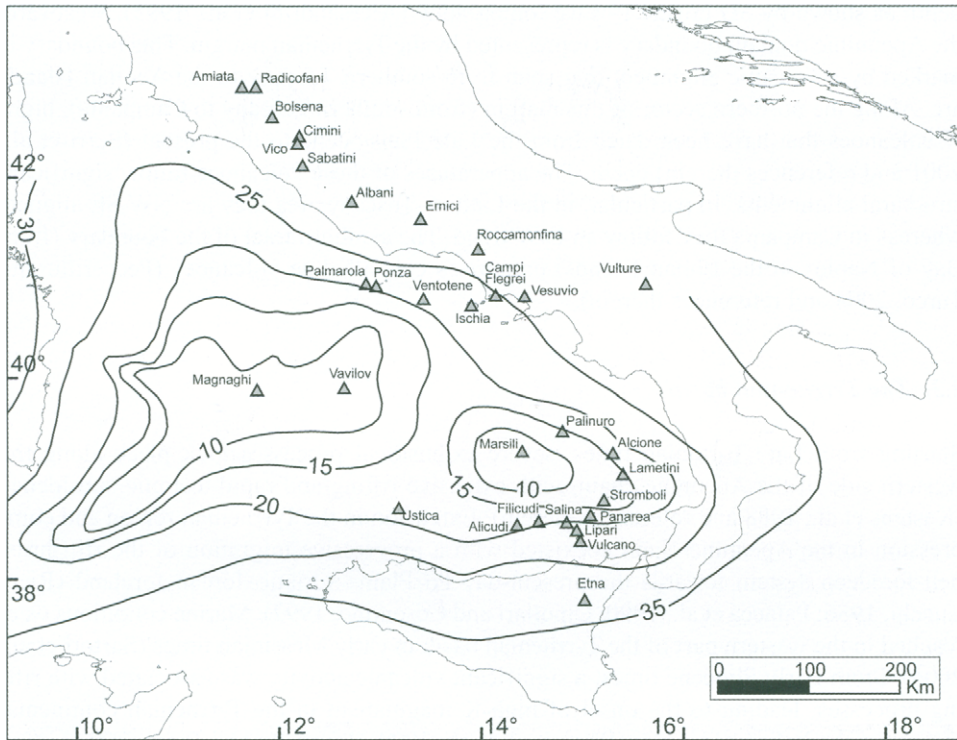 Amiata
Radicofani
Bolsena
Cimini
Vico
Sabatini
42°
25
Albani
Ernici
30
Roccamonfina
Palmarola
Ponza
Campi
Flegrei
Vulture
Ventotene
Vesuvio
Ischia
40°
Magnaghi
Vavilov
Palinuro
10
Marsili
Alcione
15
Lametini
15
10
20
Stromboli
Ustica
Filicudi
Salina
Panarea
Alicudi
Lipari
Vulcano
38°
Etna
35
0
100
200
Km
10°
12°
14°
16°
18°